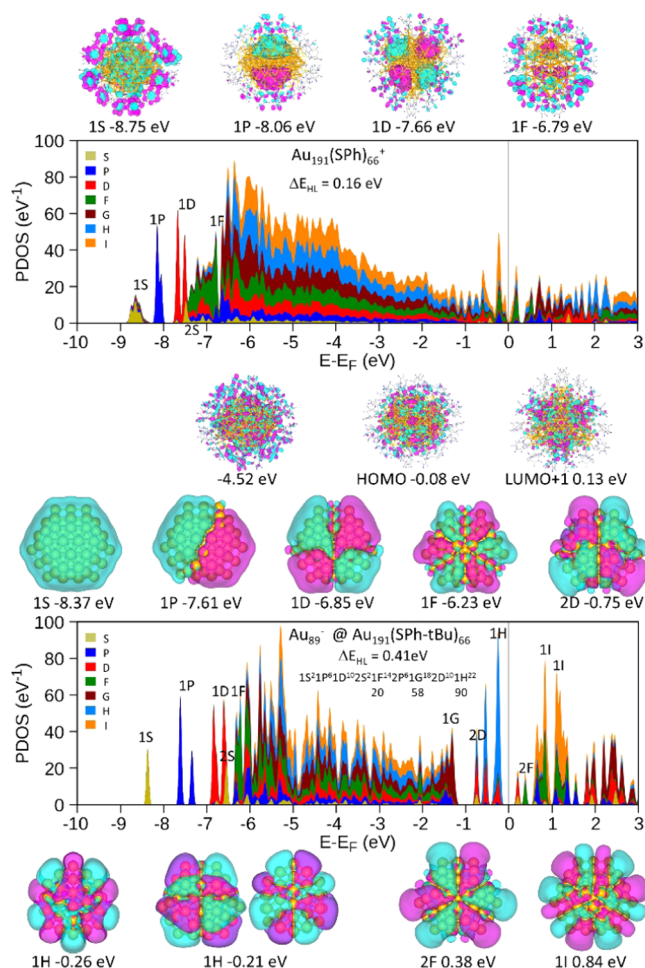 1S -8.75 eV 1P -8.06 eV 1D -7.66 eV 1F -6.79 eV
PDOS (eV⁻¹)
100
80
60
40
20
0
S
P
D
F
G
H
I
Au₁₉₁(SPh)₆₆⁺
ΔE_HL = 0.16 eV
1S
1P
1D
2S
1F
-10 -9 -8 -7 -6 -5 -4 -3 -2 -1 0 1 2 3
E-E_F (eV)
-4.52 HOMO -0.08 eV LUMO+1 0.13 eV
1S -8.37 eV 1P -7.61 eV 1D -6.85 eV 1F -6.23 eV 2D -0.75 eV
PDOS (eV⁻¹)
100
80
60
40
20
0
S
P
D
F
G
H
I
Au₈₉⁻ @ Au₁₉₁(SPh-tBu)₆₆
ΔE_HL = 0.41eV
1S²1P⁶1D¹⁰2S²1F¹⁴2P⁶1G¹⁸2D¹⁰1H²²
20 58 90
1S
1P
1D
2S
1F
1G
2D
1H
2F
1I
1I
-10 -9 -8 -7 -6 -5 -4 -3 -2 -1 0 1 2 3
E-E_F (eV)
1H -0.26 eV 1H -0.21 eV 2F 0.38 eV 1I 0.84 eV